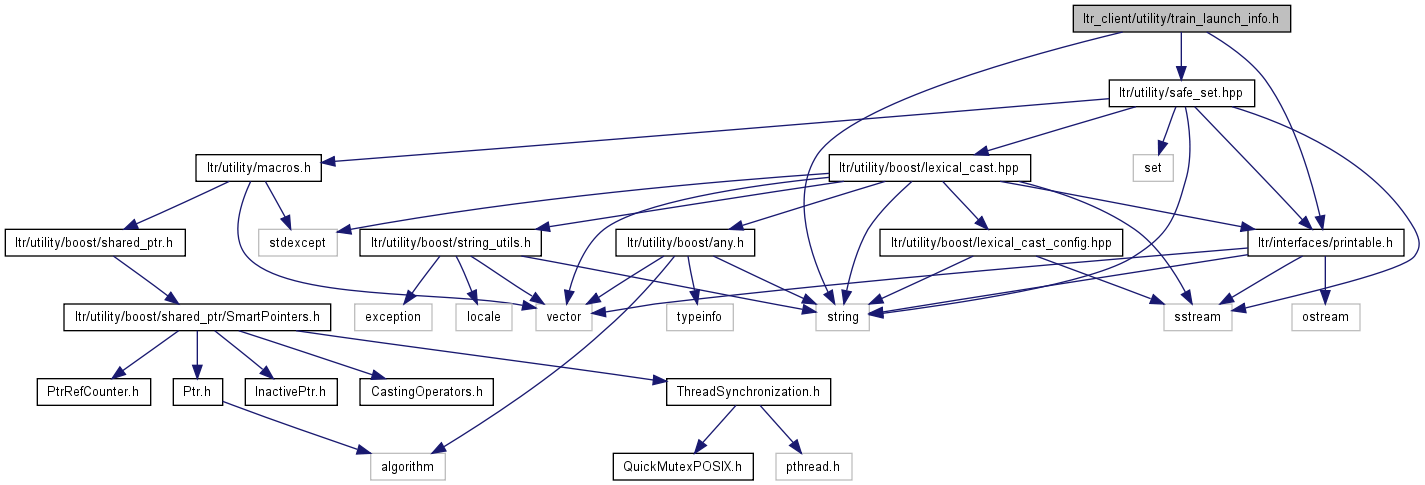 ltr_client/utility/train_launch_info.h
ltr/utility/safe_set.hpp
ltr/utility/macros.h
ltr/utility/boost/lexical_cast.hpp
set
ltr/utility/boost/shared_ptr.h
stdexcept
ltr/utility/boost/string_utils.h
ltr/utility/boost/any.h
ltr/utility/boost/lexical_cast_config.hpp
ltr/interfaces/printable.h
ltr/utility/boost/shared_ptr/SmartPointers.h
exception
locale
vector
typeinfo
string
sstream
ostream
PtrRefCounter.h
Ptr.h
InactivePtr.h
CastingOperators.h
ThreadSynchronization.h
algorithm
QuickMutexPOSIX.h
pthread.h